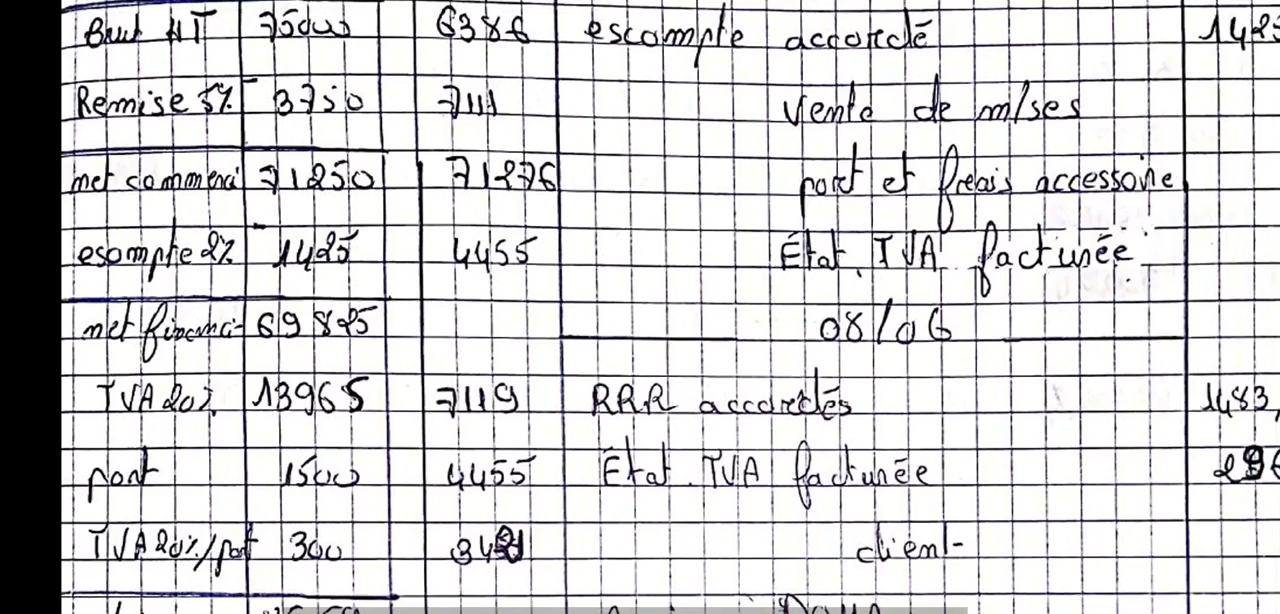 Brut HT 75000 6386 escompte accordé 1425
Remise 5% 3750 7111 Vente de m/ses
net commerci 71250 71276 port et frais accessoire
esompte 2% 1425 4455 État. TVA facturée
net financi- 69825 08/06
TVA 20% 13965 7119 RRR accordés 1483,
port 1500 4455 État. TVA facturée
TVA 20%/port 300 3421 client-